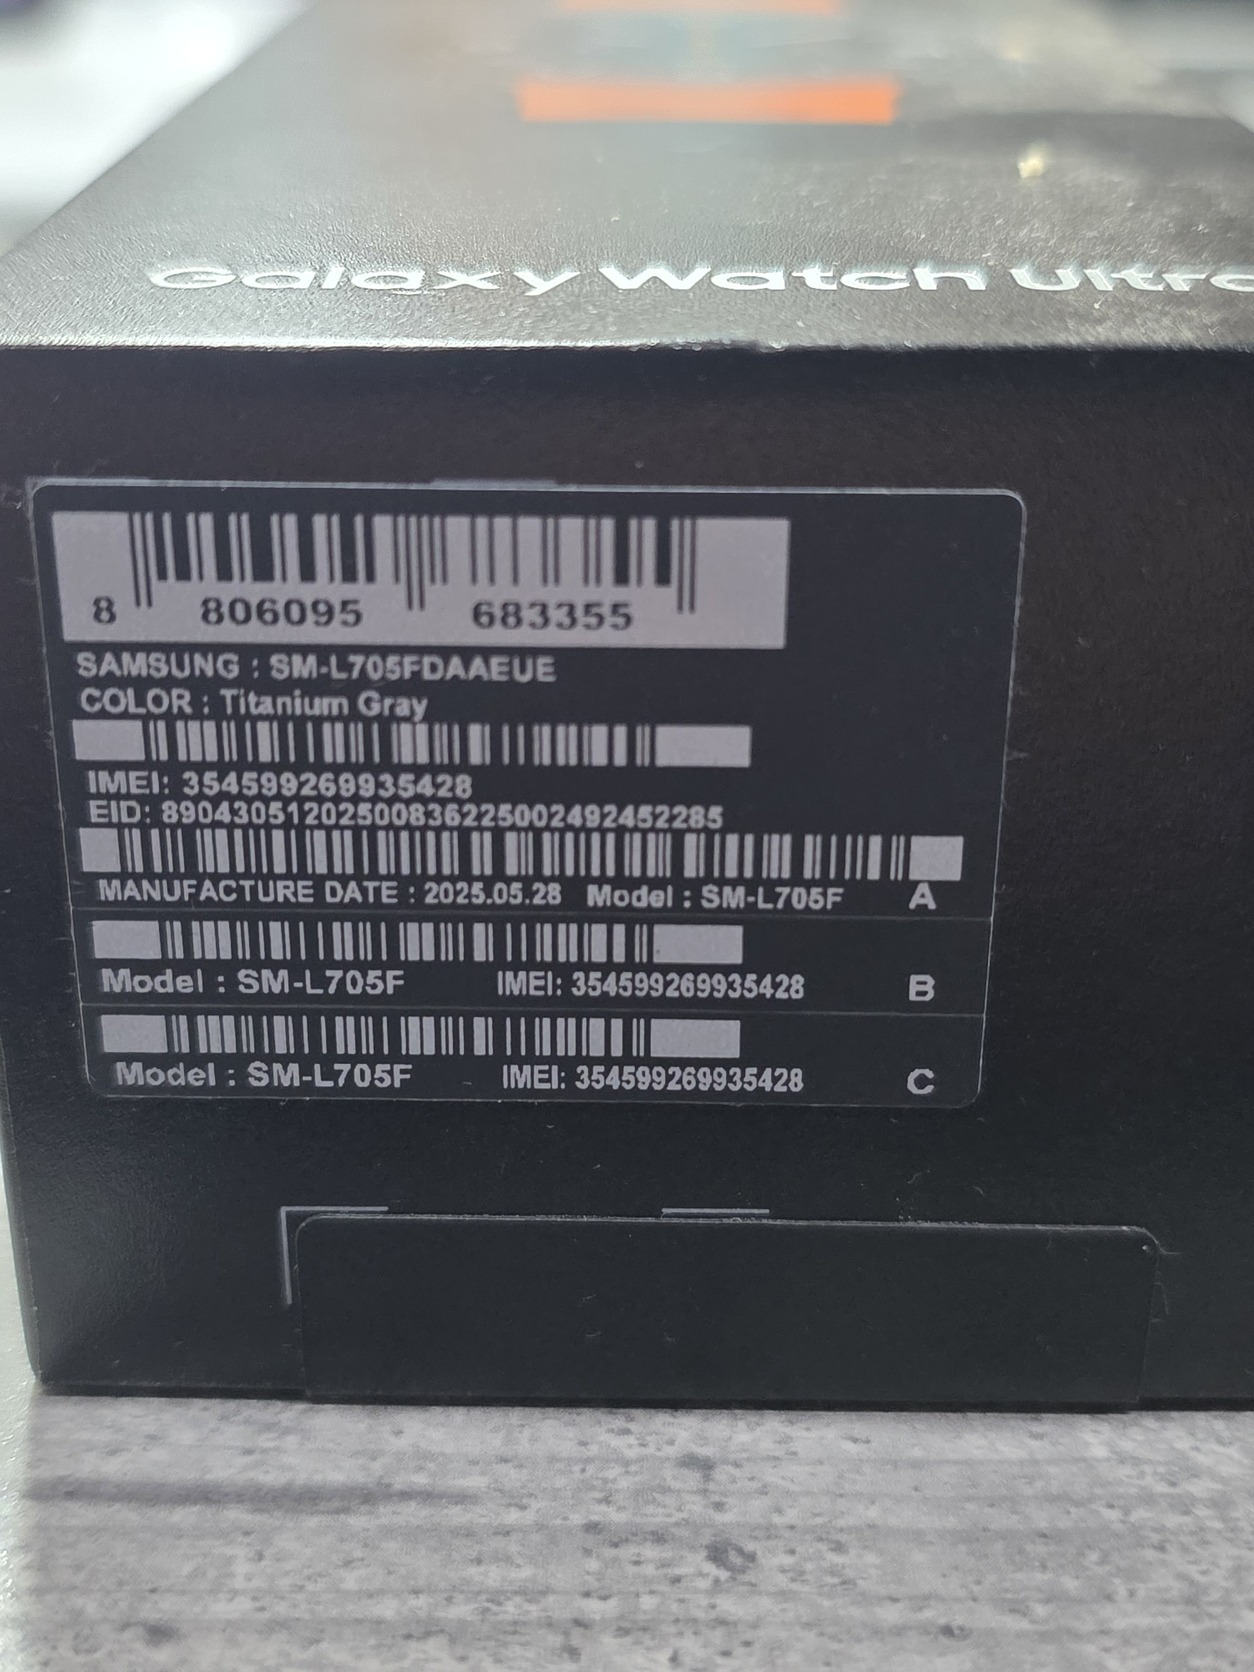 Galaxy Watch Ultra
8 806095 683355
SAMSUNG : SM-L705FDAAEUE
COLOR : Titanium Gray
IMEI: 354599269935428
EID: 89043051202500836225002492452285
MANUFACTURE DATE : 2025.05.28 Model : SM-L705F A
Model : SM-L705F IMEI: 354599269935428 B
Model : SM-L705F IMEI: 354599269935428 C